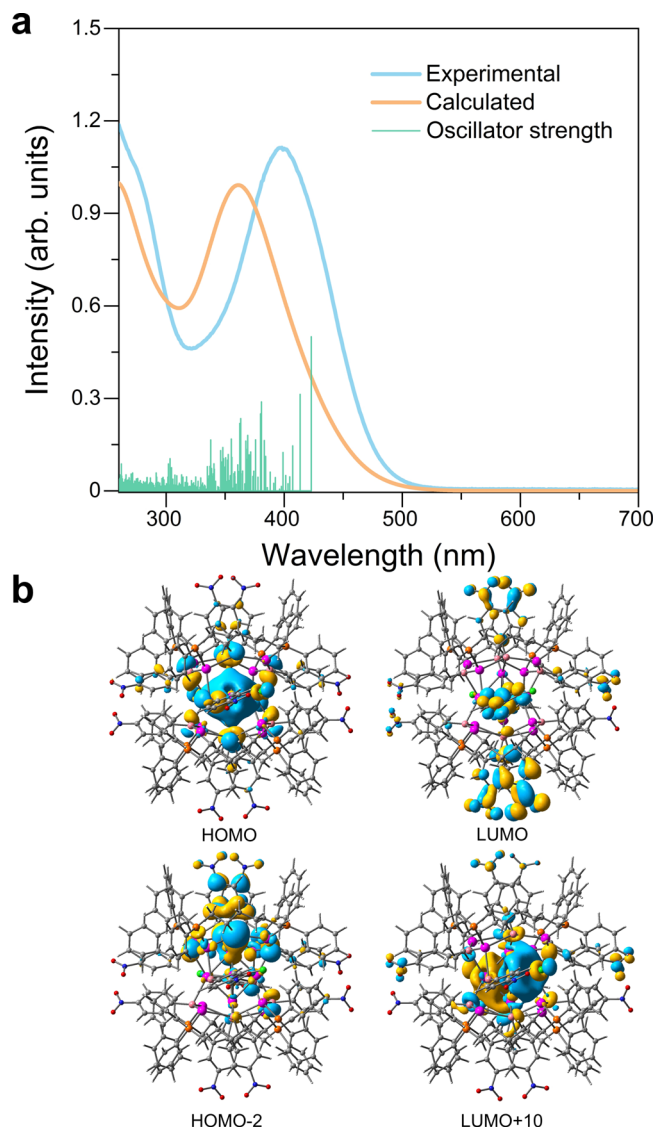 a
1.5
1.2
0.9
0.6
0.3
0
Intensity (arb. units)
Experimental
Calculated
Oscillator strength
300 400 500 600 700
Wavelength (nm)
b
HOMO LUMO
HOMO-2 LUMO+10